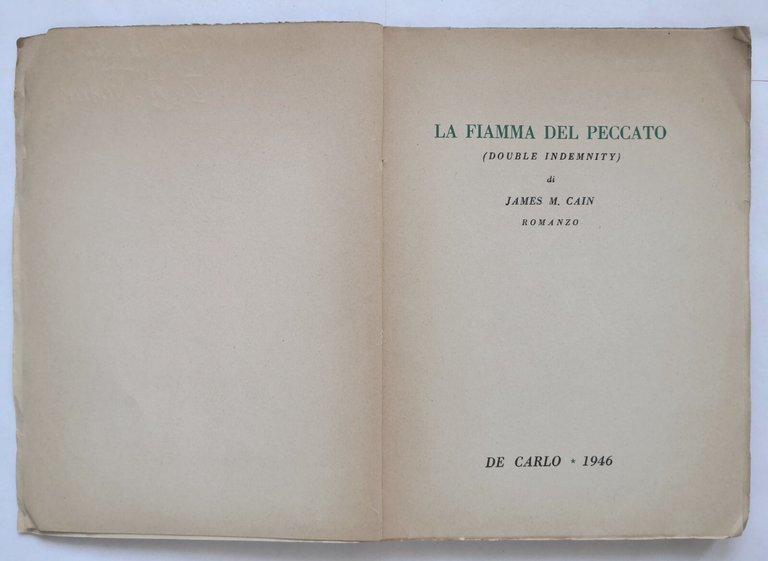 LA FIAMMA DEL PECCATO
(DOUBLE INDEMNITY)
di
JAMES M. CAIN
ROMANZO
DE CARLO * 1946